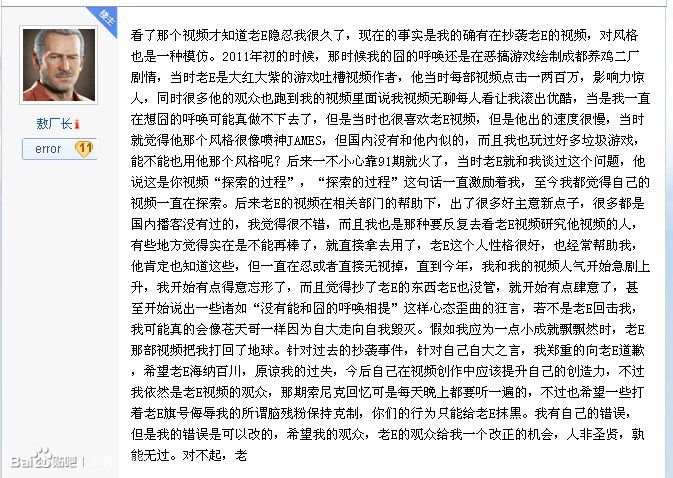 楼主
敖厂长
error 11
看了那个视频才知道老E隐忍我很久了，现在的事实是我的确有在抄袭老E的视频，对风格
也是一种模仿。2011年初的时候，那时候我的囧的呼唤还是在恶搞游戏绘制成都养鸡二厂
剧情，当时老E是大红大紫的游戏吐槽视频作者，他当时每部视频点击一两百万，影响力惊
人，同时很多他的观众也跑到我的视频里面说我视频无聊每人看让我滚出优酷，当是我一直
在想囧的呼唤可能真做不下去了，但是当时也很喜欢老E视频，但是他出的速度很慢，当时
就觉得他那个风格很像喷神JAMES，但国内没有和他内似的，而且我也玩过好多垃圾游戏，
能不能也用他那个风格呢？后来一不小心靠91期就火了，当时老E就和我谈过这个问题，他
说这是你视频“探索的过程”，“探索的过程”这句话一直激励着我，至今我都觉得自己的
视频一直在探索。后来老E的视频在相关部门的帮助下，出了很多好主意新点子，很多都是
国内播客没有过的，我觉得很不错，而且我也是那种要反复去看老E视频研究他视频的人，
有些地方觉得实在是不能再棒了，就直接拿去用了，老E这个人性格很好，也经常帮助我，
他肯定也知道这些，但一直在忍或者直接无视掉，直到今年，我和我的视频人气开始急剧上
升，我开始有点得意忘形了，而且觉得抄了老E的东西老E也没管，就开始有点肆意了，甚
至开始说出一些诸如“没有能和囧的呼唤相提”这样心态歪曲的狂言，若不是老E回击我，
我可能真的会像苍天哥一样因为自大走向自我毁灭。假如我应为一点小成就飘飘然时，老E
那部视频把我打回了地球。针对过去的抄袭事件，针对自己自大之言，我郑重的向老E道歉
，希望老E海纳百川，原谅我的过失，今后自己在视频创作中应该提升自己的创造力，不过
我依然是老E视频的观众，那期索尼克回忆可是每天晚上都要听一遍的，不过也希望一些打
着老E旗号侮辱我的所谓脑残粉保持克制，你们的行为只能给老E抹黑。我有自己的错误，
但是我的错误是可以改的，希望我的观众，老E的观众给我一个改正的机会，人非圣贤，孰
能无过。对不起，老
Baidu贴吧